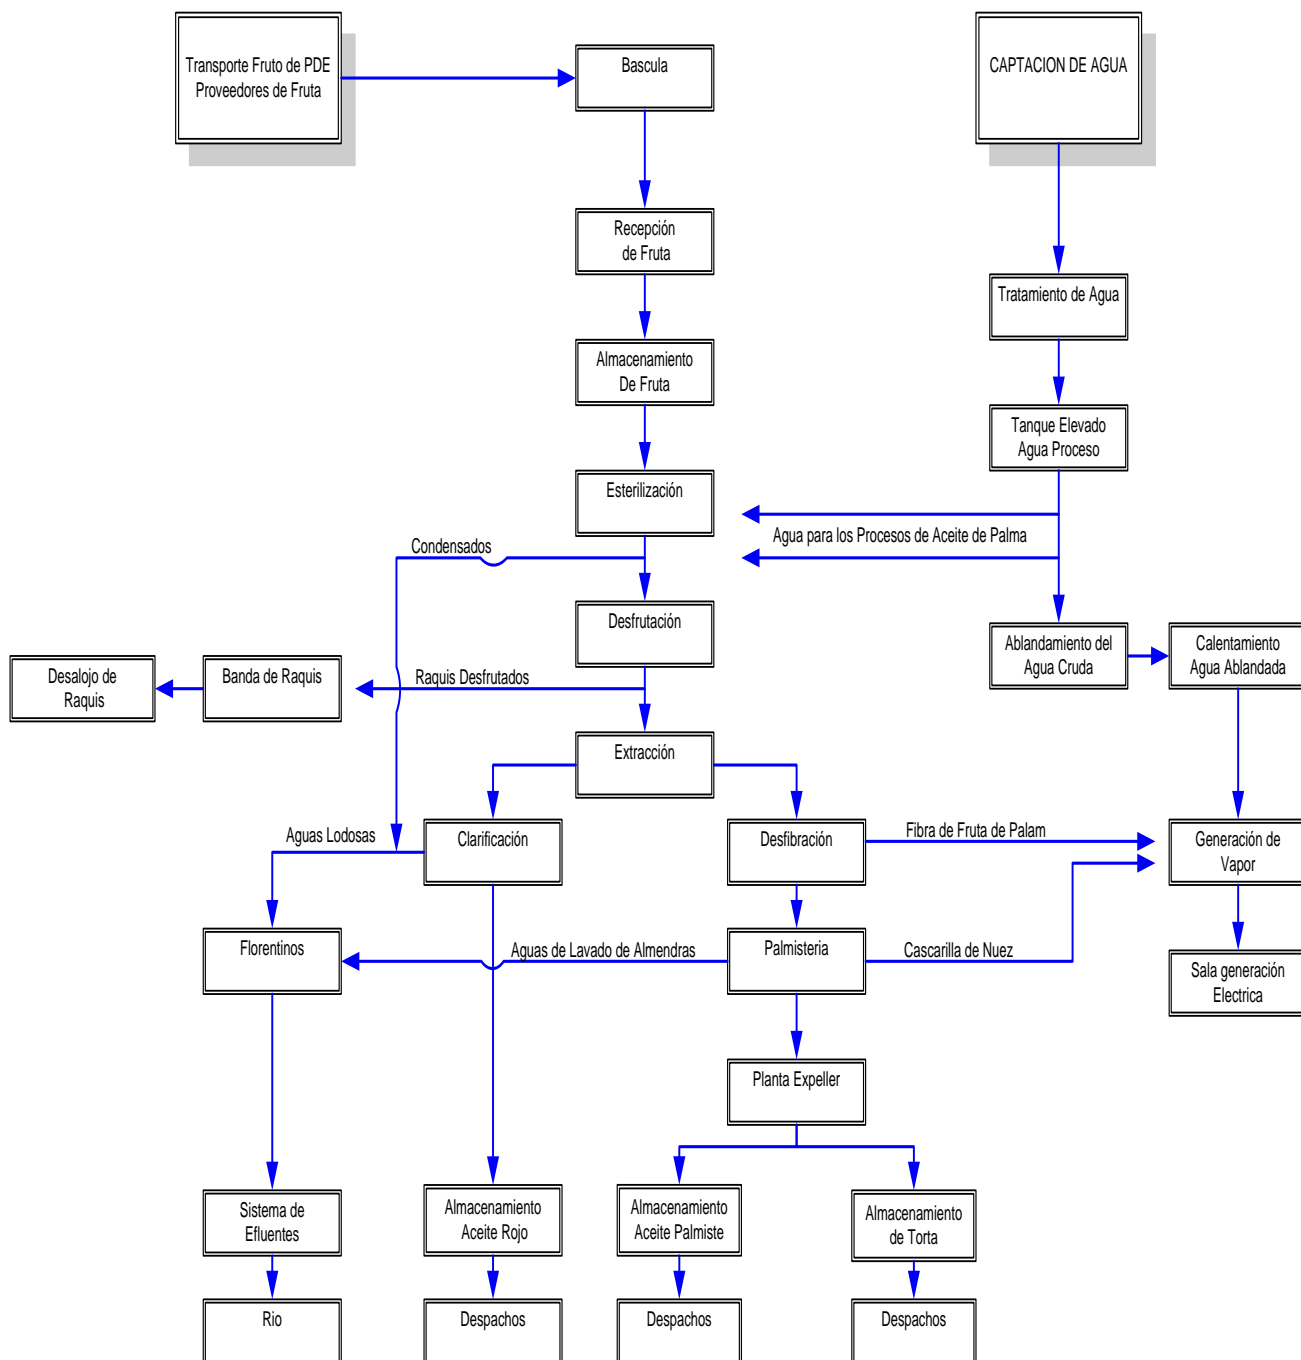 Transporte Fruto de PDE
Proveedores de Fruta
Bascula
CAPTACION DE AGUA
Recepción
de Fruta
Tratamiento de Agua
Almacenamiento
De Fruta
Tanque Elevado
Agua Proceso
Esterilización
Agua para los Procesos de Aceite de Palma
Condensados
Desfrutación
Ablandamiento del
Agua Cruda
Calentamiento
Agua Ablandada
Desalojo de
Raquis
Banda de Raquis
Raquis Desfrutados
Extracción
Aguas Lodosas
Clarificación
Desfibración
Fibra de Fruta de Palam
Generación de
Vapor
Florentinos
Aguas de Lavado de Almendras
Palmisteria
Cascarilla de Nuez
Sala generación
Electrica
Planta Expeller
Sistema de
Efluentes
Almacenamiento
Aceite Rojo
Almacenamiento
Aceite Palmiste
Almacenamiento
de Torta
Rio
Despachos
Despachos
Despachos